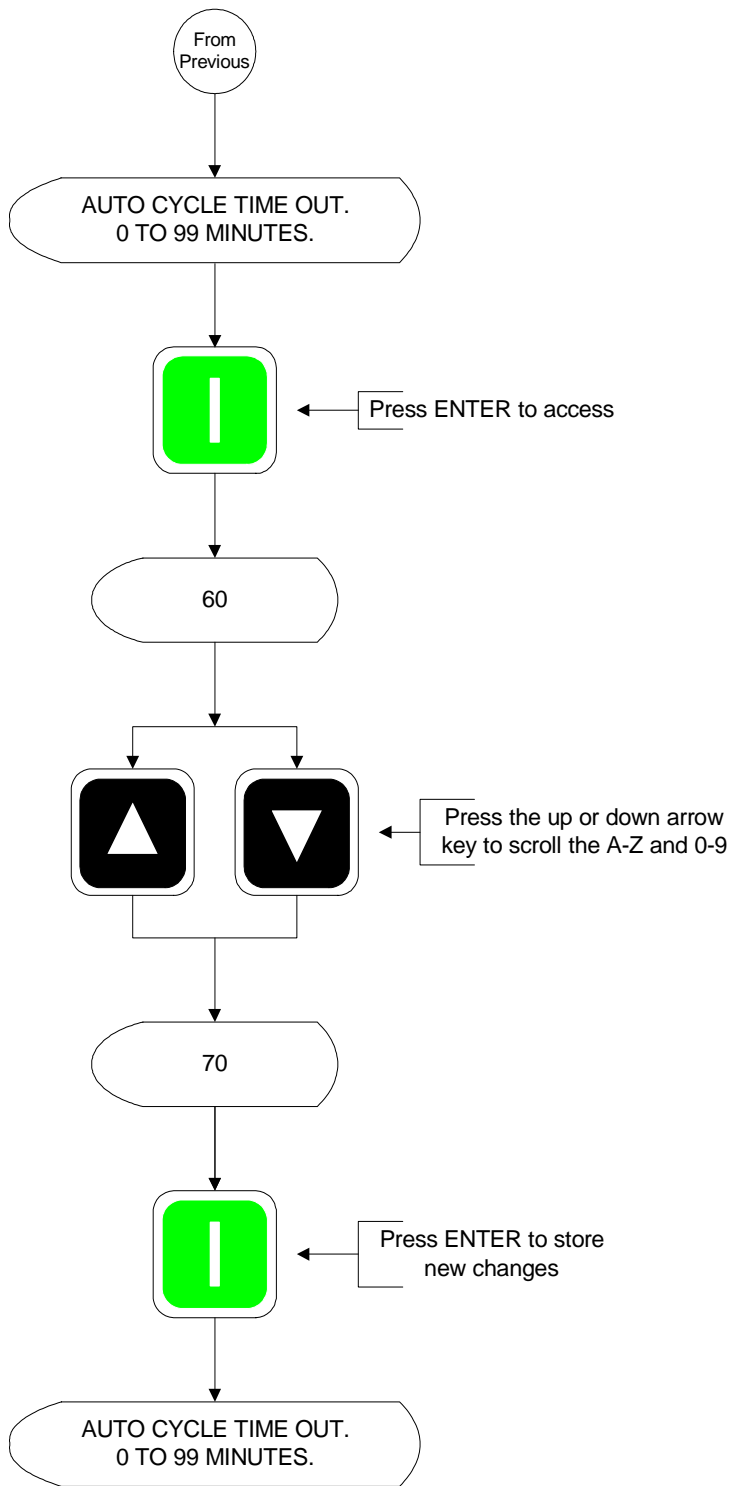 From
Previous
AUTO CYCLE TIME OUT.
0 TO 99 MINUTES.
Press ENTER to access
60
Press the up or down arrow
key to scroll the A-Z and 0-9
70
Press ENTER to store
new changes
AUTO CYCLE TIME OUT.
0 TO 99 MINUTES.